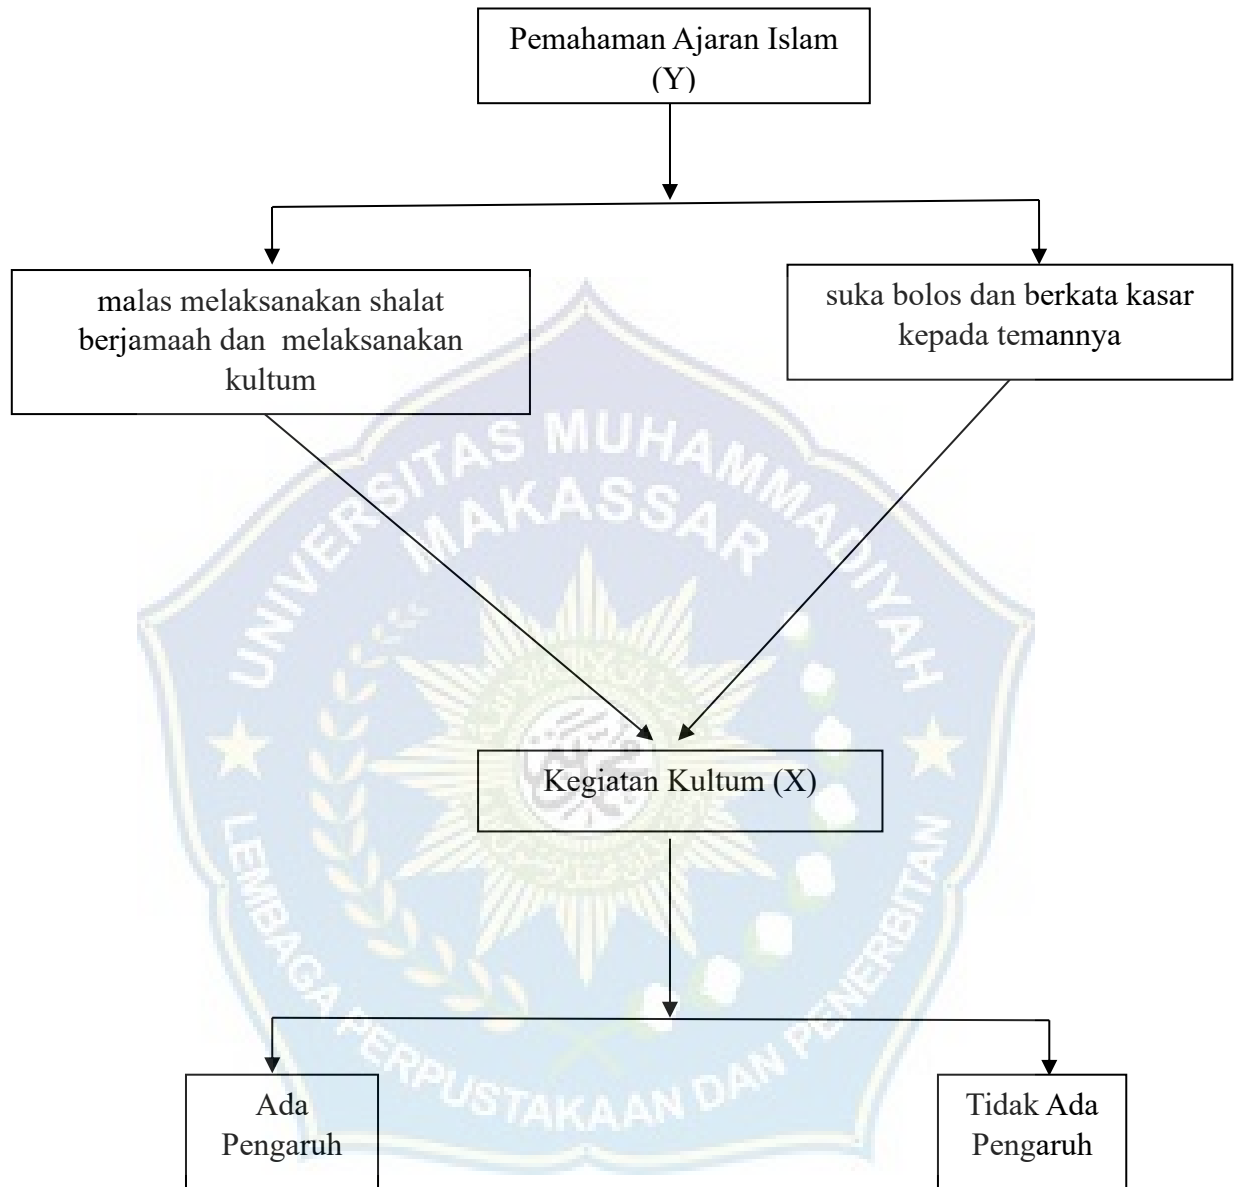 Pemahaman Ajaran Islam
(Y)
malas melaksanakan shalat
berjamaah dan melaksanakan
kultum
suka bolos dan berkata kasar
kepada temannya
UNIVERSITAS MUHAMMADIYAH
MAKASSAR
Kegiatan Kultum (X)
LEMBAGA PERPUSTAKAAN DAN PENERBITAN
Ada
Pengaruh
Tidak Ada
Pengaruh